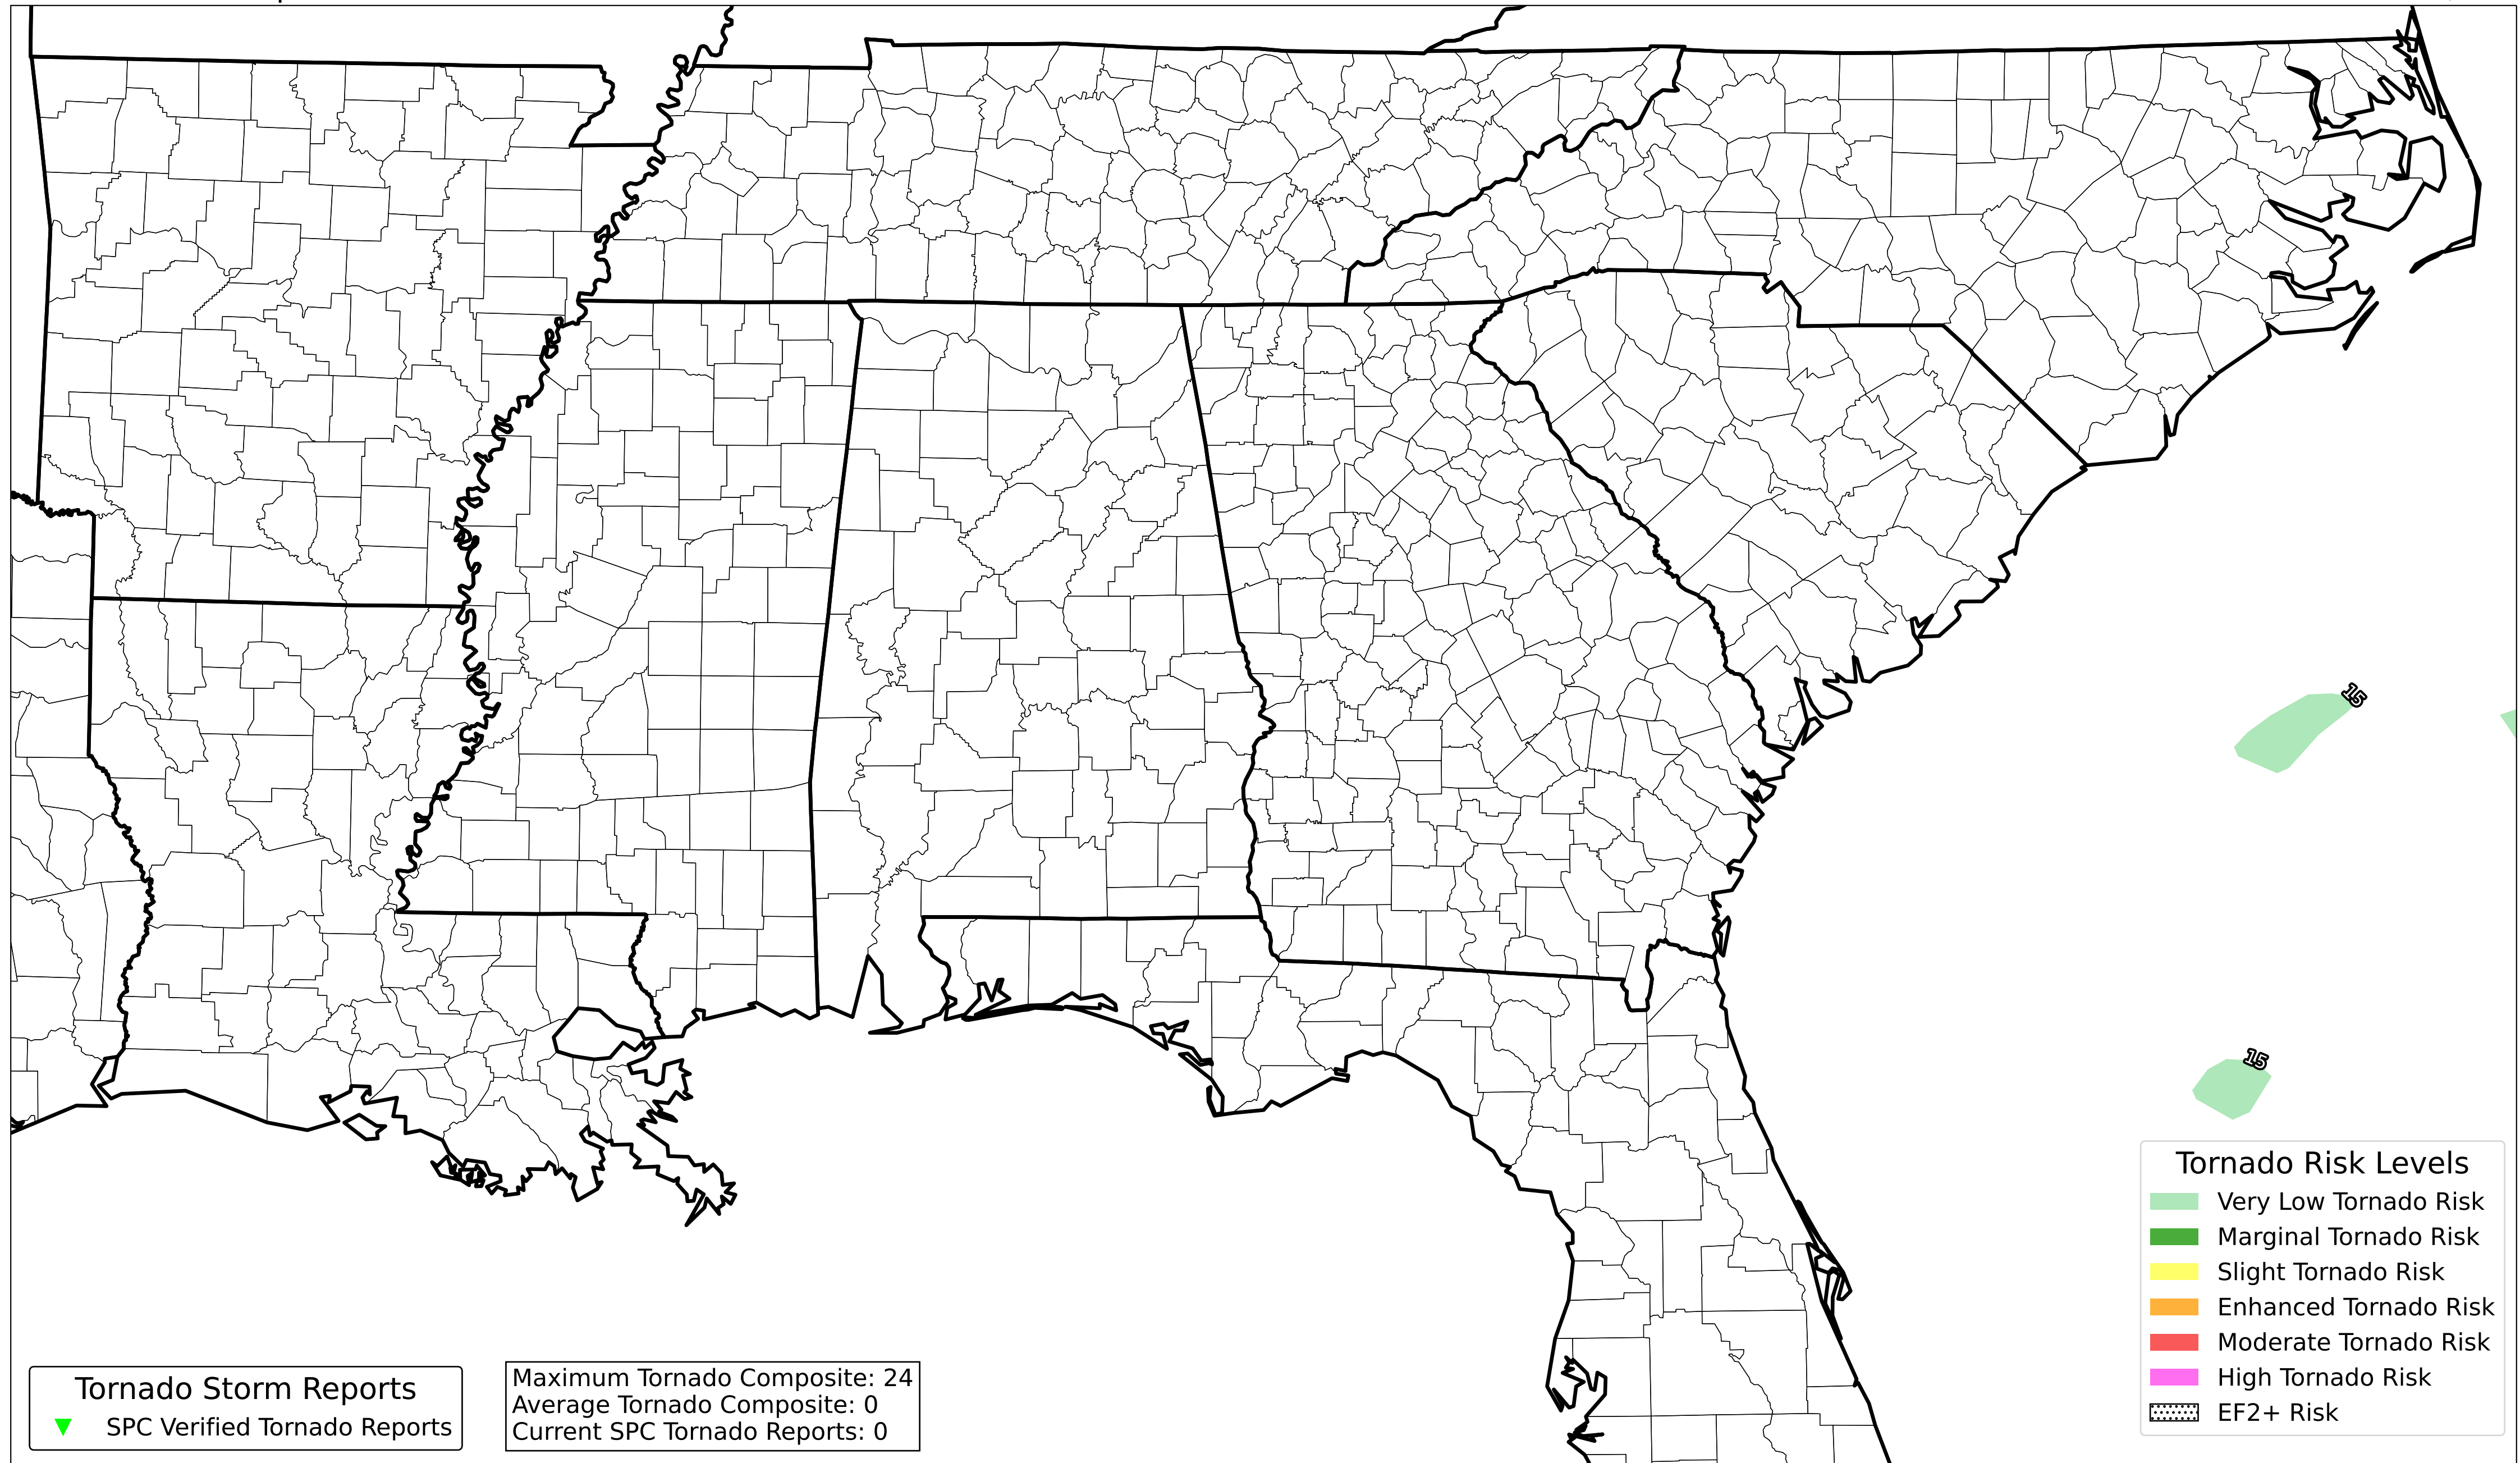 15
15
Tornado Risk Levels
Very Low Tornado Risk
Marginal Tornado Risk
Slight Tornado Risk
Enhanced Tornado Risk
Moderate Tornado Risk
High Tornado Risk
EF2+ Risk
Tornado Storm Reports
SPC Verified Tornado Reports
Maximum Tornado Composite: 24
Average Tornado Composite: 0
Current SPC Tornado Reports: 0